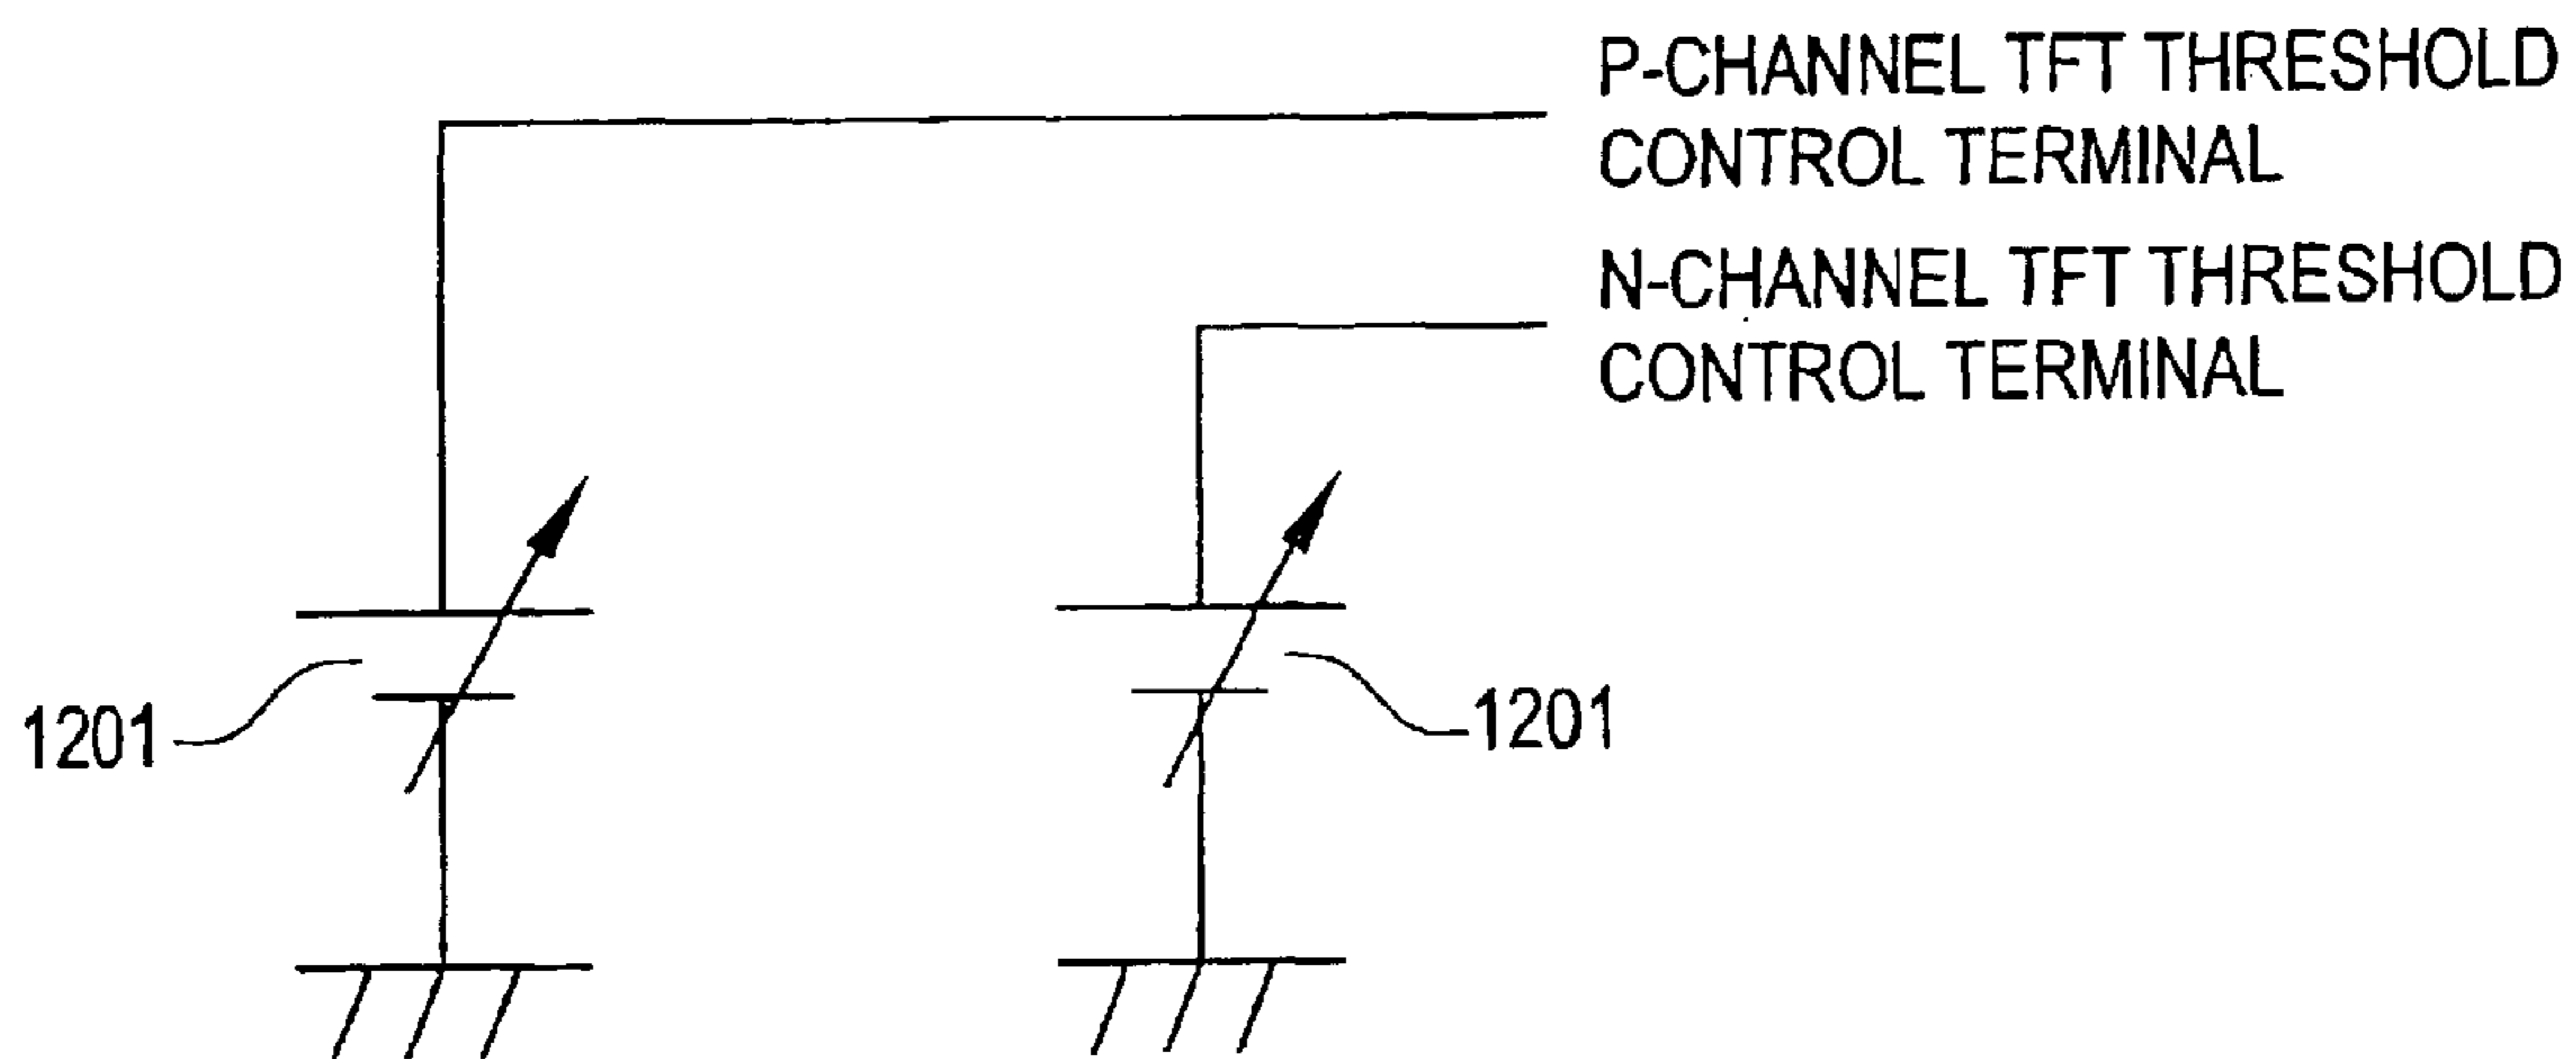 P-CHANNEL TFT THRESHOLD
CONTROL TERMINAL
N-CHANNEL TFT THRESHOLD
CONTROL TERMINAL
1201
1201